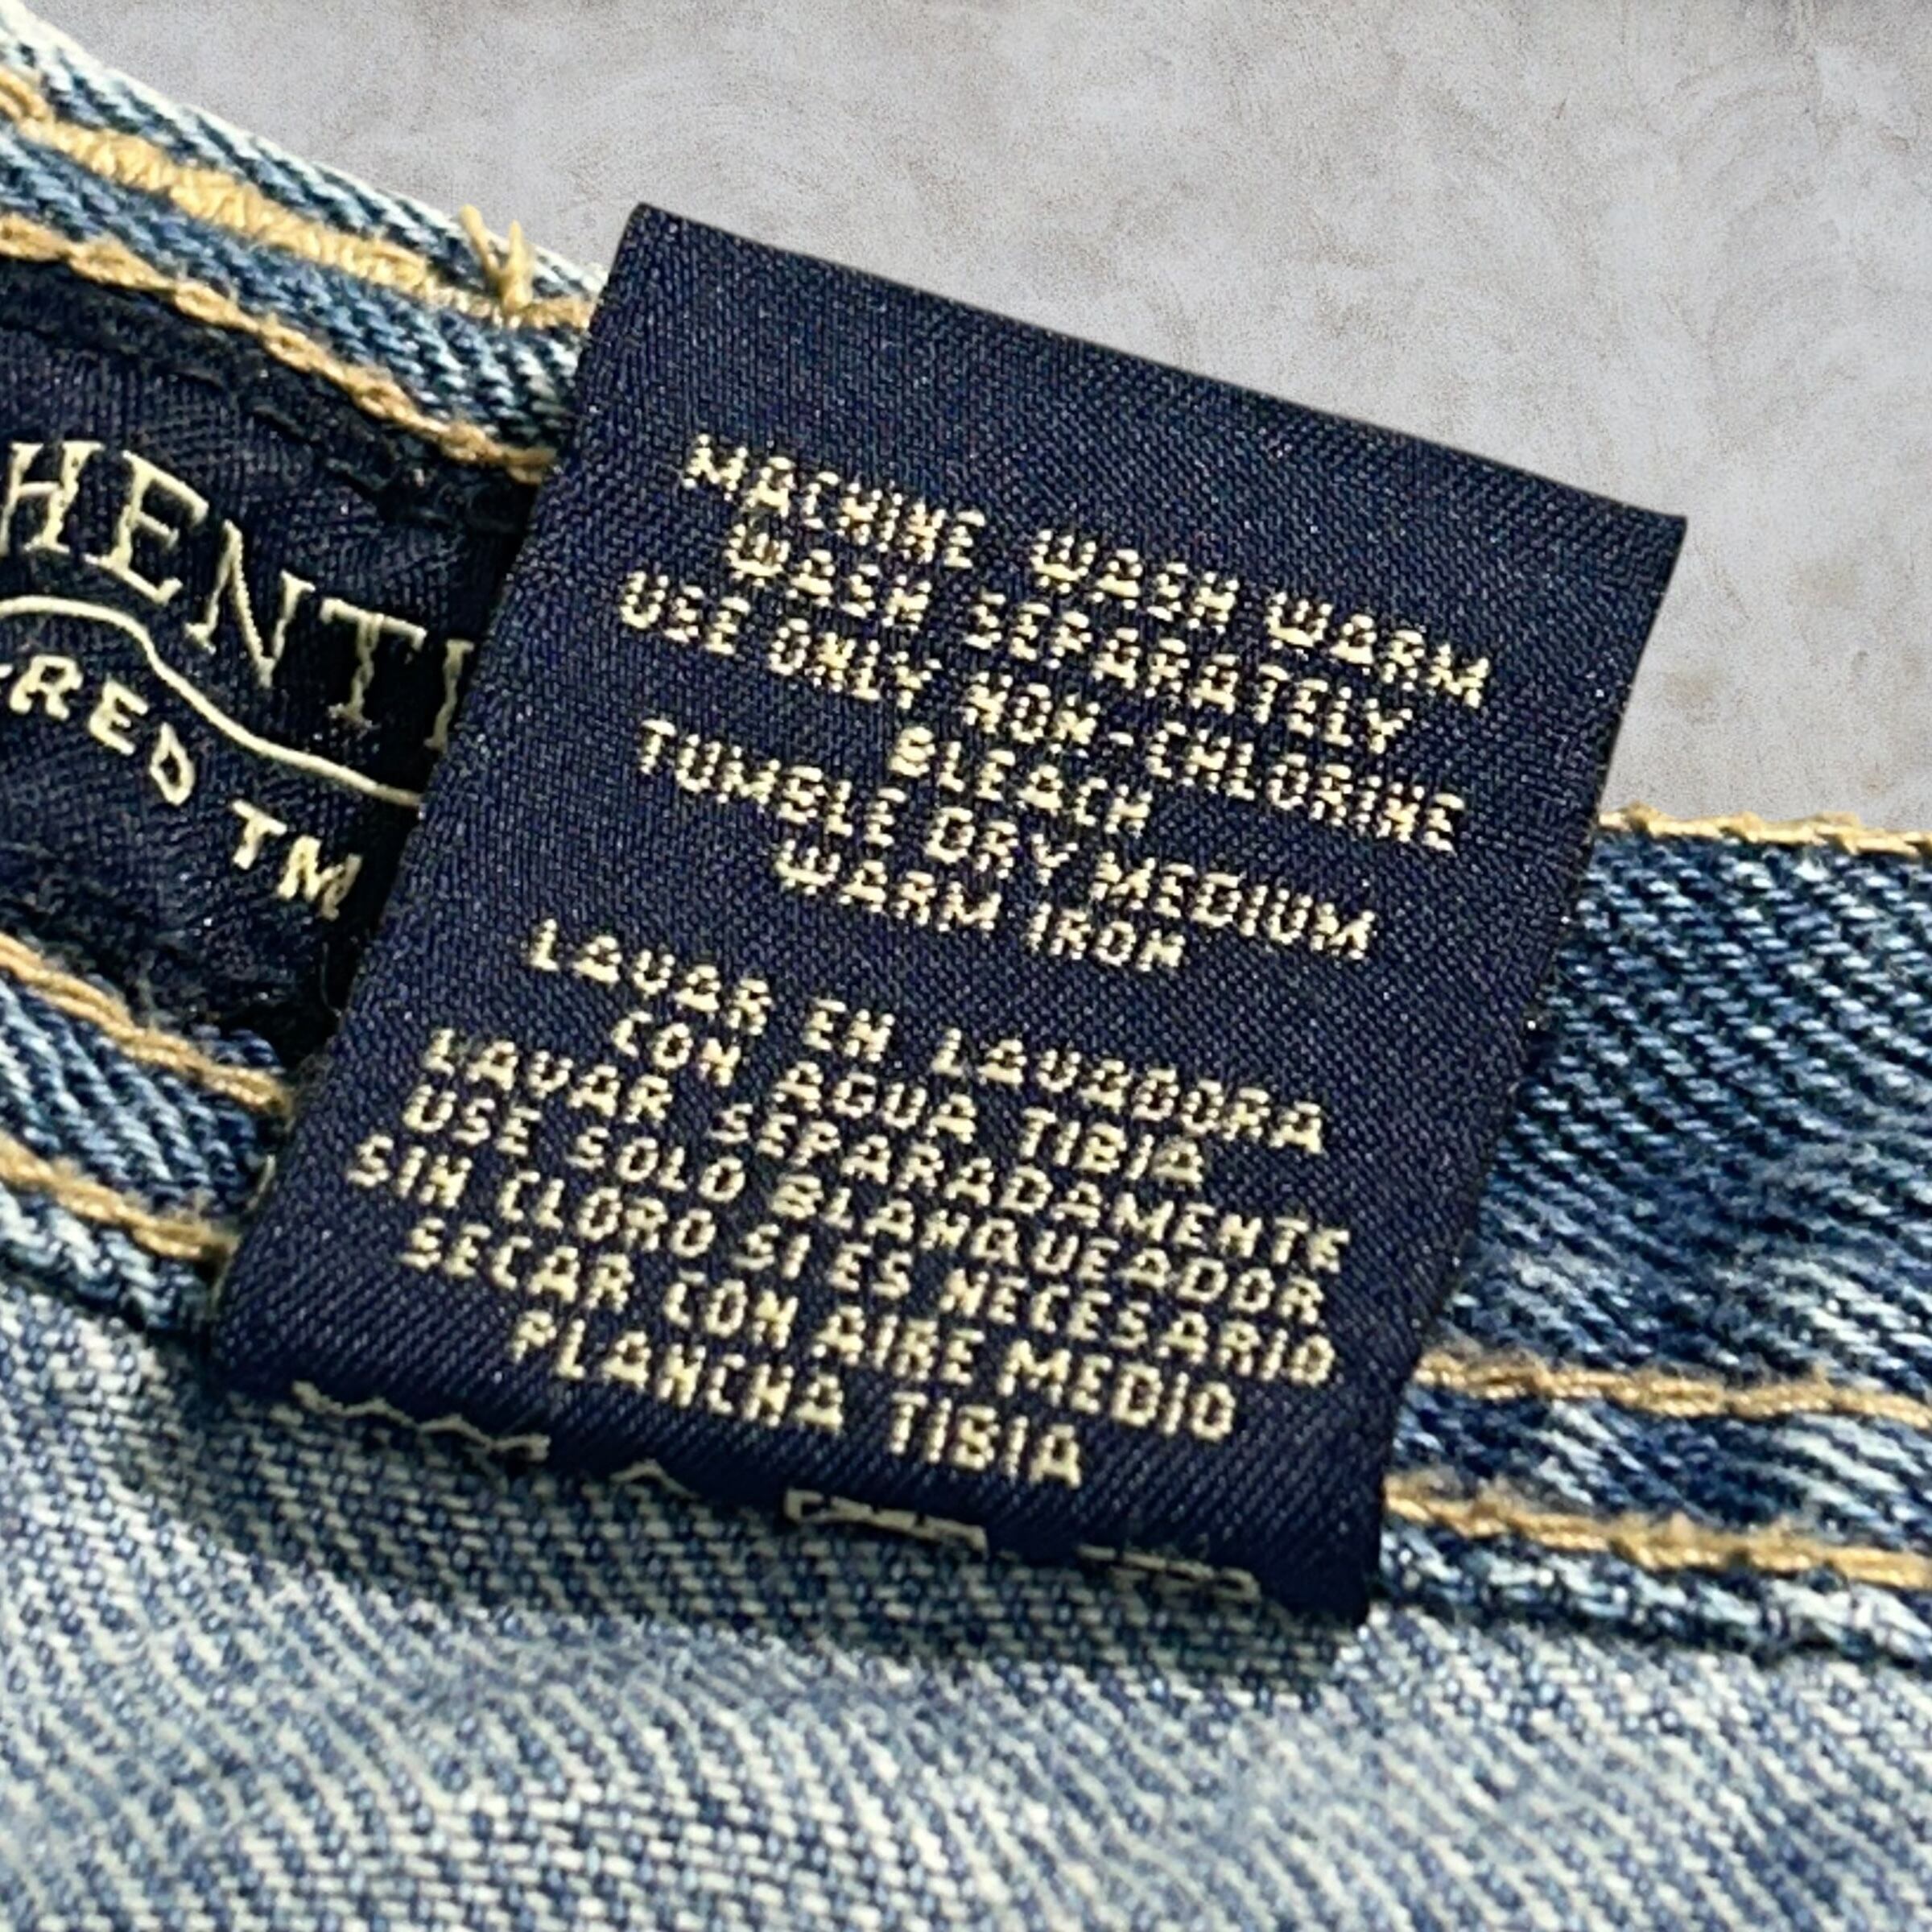 HENTI
RED TM
MACHINE WASH WARM
WASH SEPARATELY
USE ONLY NON-CHLORINE
BLEACH
TUMBLE DRY MEDIUM
WARM IRON
LAVAR EN LAVADORA
CON AGUA TIBIA
LAVAR SEPARADAMENTE
USE SOLO BLANQUEADOR
SIN CLORO SI ES NECESARIO
SECAR CON AIRE MEDIO
PLANCHA TIBIA